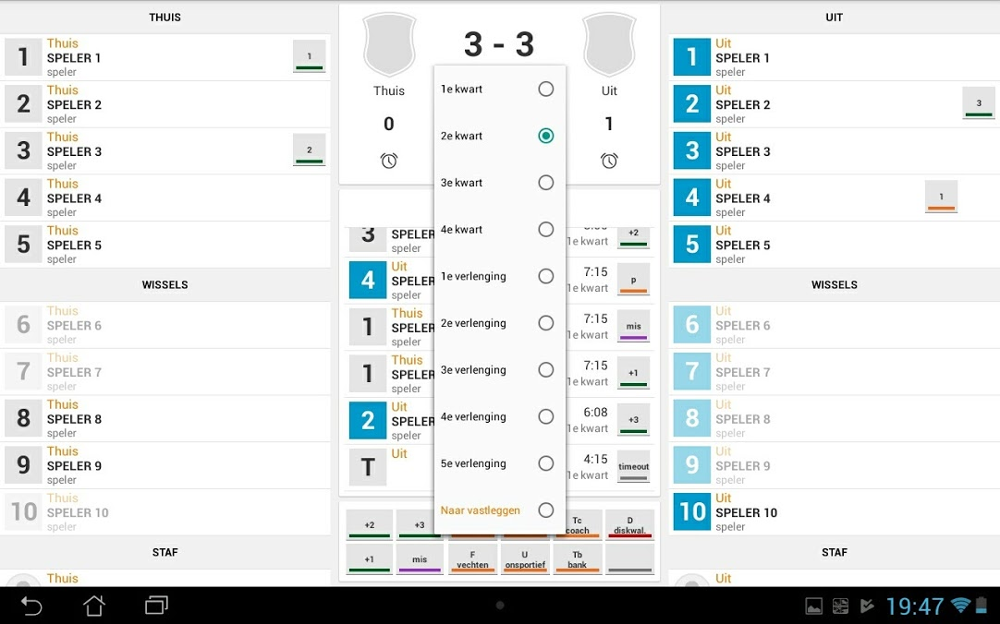 THUIS
1
Thuis
SPELER 1
speler
1
2
Thuis
SPELER 2
speler
3
Thuis
SPELER 3
speler
2
4
Thuis
SPELER 4
speler
5
Thuis
SPELER 5
speler
WISSELS
6
Thuis
SPELER 6
speler
7
Thuis
SPELER 7
speler
8
Thuis
SPELER 8
speler
9
Thuis
SPELER 9
speler
10
Thuis
SPELER 10
speler
STAF
Thuis
3 - 3
Thuis
Uit
0
1
1e kwart
2e kwart
3e kwart
4e kwart
1e verlenging
2e verlenging
3e verlenging
4e verlenging
5e verlenging
Naar vastleggen
3
SPELER
speler
1e kwart
+2
4
Uit
SPELER
speler
7:15
1e kwart
p
1
Thuis
SPELER
speler
7:15
1e kwart
mis
1
Thuis
SPELER
speler
7:15
1e kwart
+1
2
Uit
SPELER
speler
6:08
1e kwart
+3
T
Uit
4:15
1e kwart
timeout
+2
+3
Tc
coach
D
diskwal.
+1
mis
F
vechten
U
onsportief
Tb
bank
UIT
1
Uit
SPELER 1
speler
2
Uit
SPELER 2
speler
3
3
Uit
SPELER 3
speler
4
Uit
SPELER 4
speler
1
5
Uit
SPELER 5
speler
WISSELS
6
Uit
SPELER 6
speler
7
Uit
SPELER 7
speler
8
Uit
SPELER 8
speler
9
Uit
SPELER 9
speler
10
Uit
SPELER 10
speler
STAF
Uit
19:47